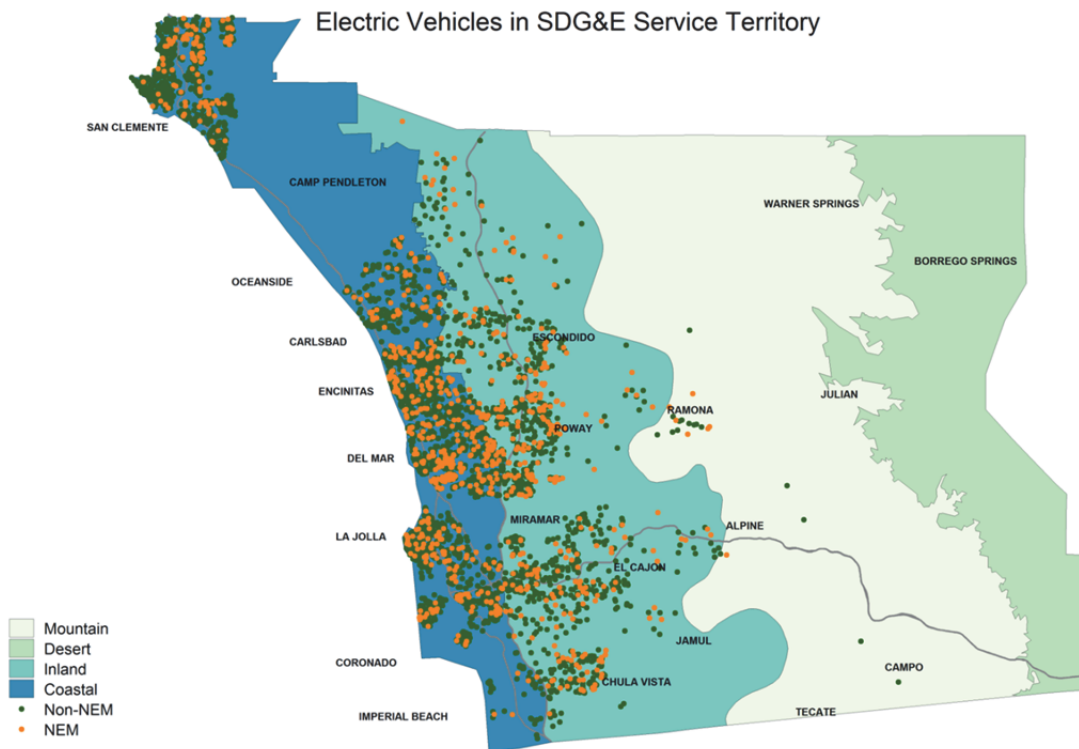 Electric Vehicles in SDG&E Service Territory
SAN CLEMENTE
CAMP PENDLETON
WARNER SPRINGS
BORREGO SPRINGS
OCEANSIDE
CARLSBAD
ESCONDIDO
ENCINITAS
JULIAN
RAMONA
POWAY
DEL MAR
MIRAMAR
ALPINE
LA JOLLA
EL CAJON
Mountain
Desert
Inland
Coastal
Non-NEM
NEM
JAMUL
CORONADO
CAMPO
CHULA VISTA
TECATE
IMPERIAL BEACH